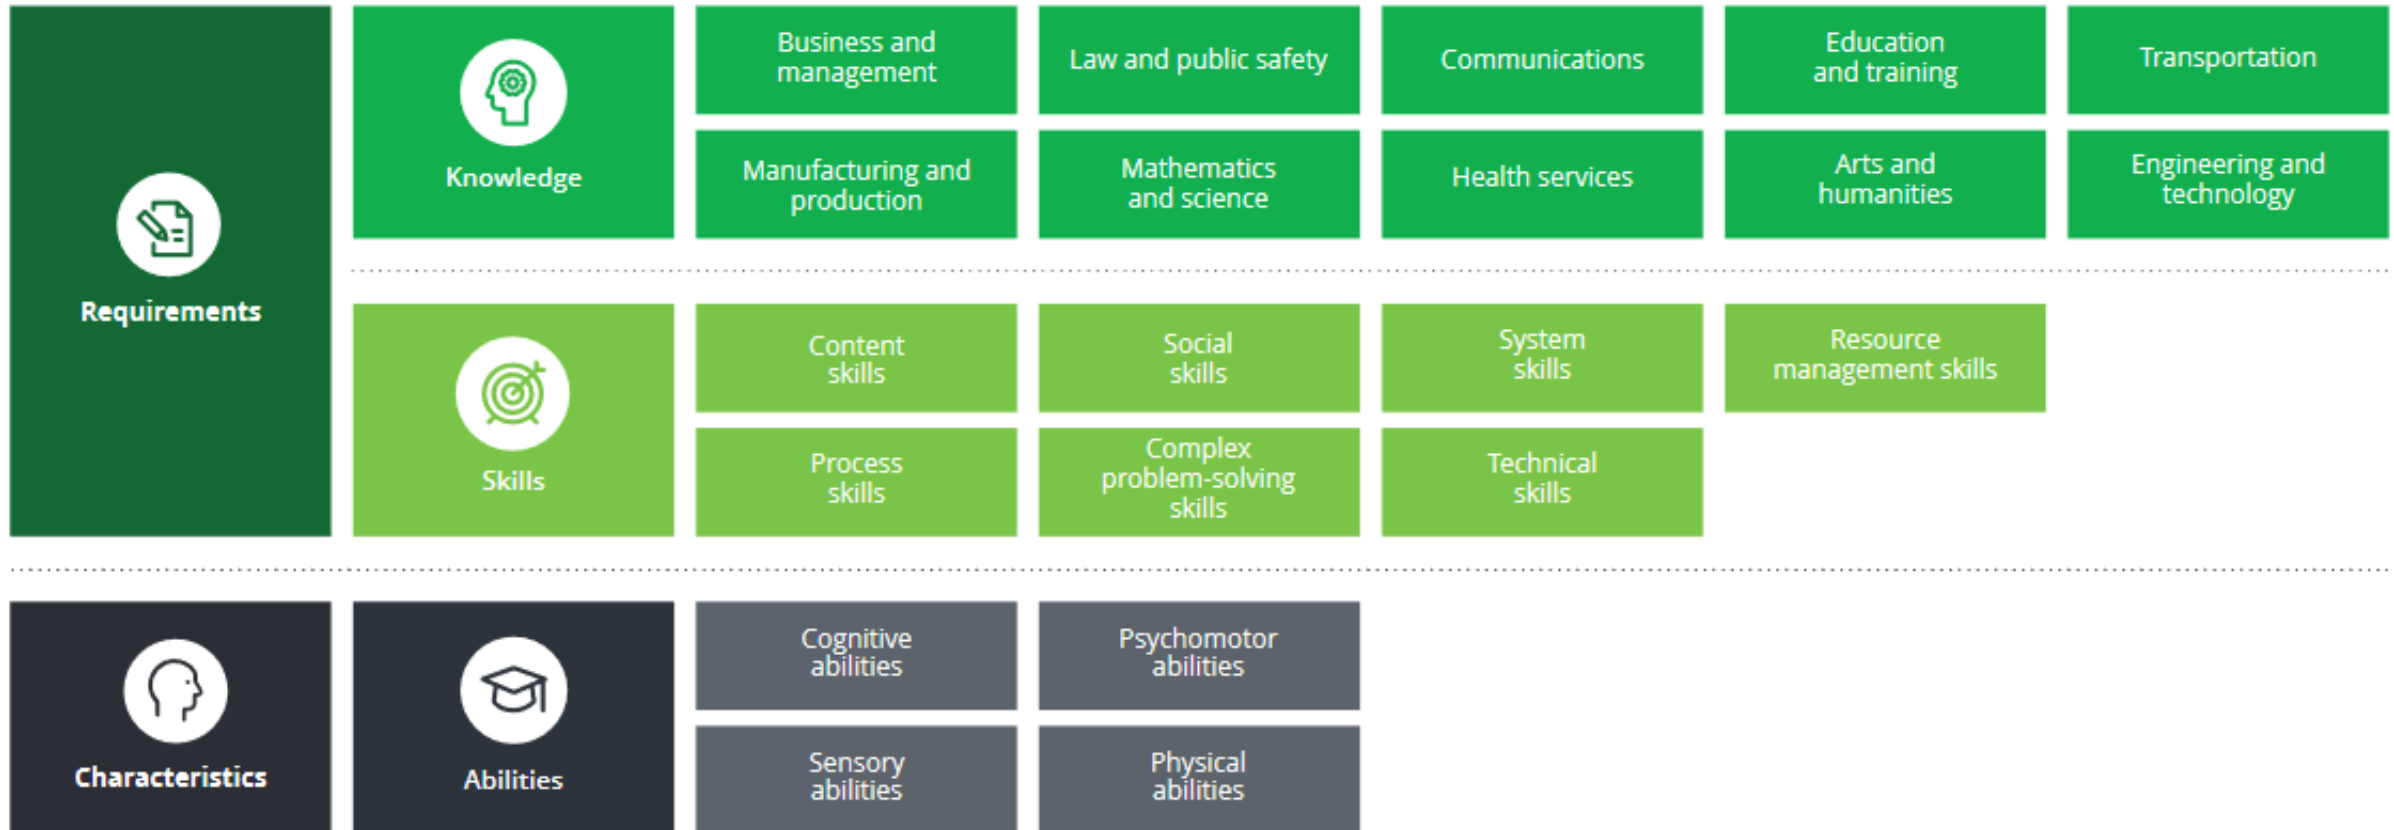 Requirements
Knowledge
Business and
management
Law and public safety
Communications
Education
and training
Transportation
Manufacturing and
production
Mathematics
and science
Health services
Arts and
humanities
Engineering and
technology
Skills
Content
skills
Social
skills
System
skills
Resource
management skills
Process
skills
Complex
problem-solving
skills
Technical
skills
Characteristics
Abilities
Cognitive
abilities
Psychomotor
abilities
Sensory
abilities
Physical
abilities